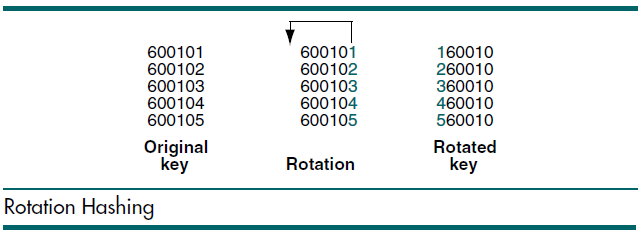 600101 600101 160010
600102 600102 260010
600103 600103 360010
600104 600104 460010
600105 600105 560010
Original key Rotation Rotated key
Rotation Hashing